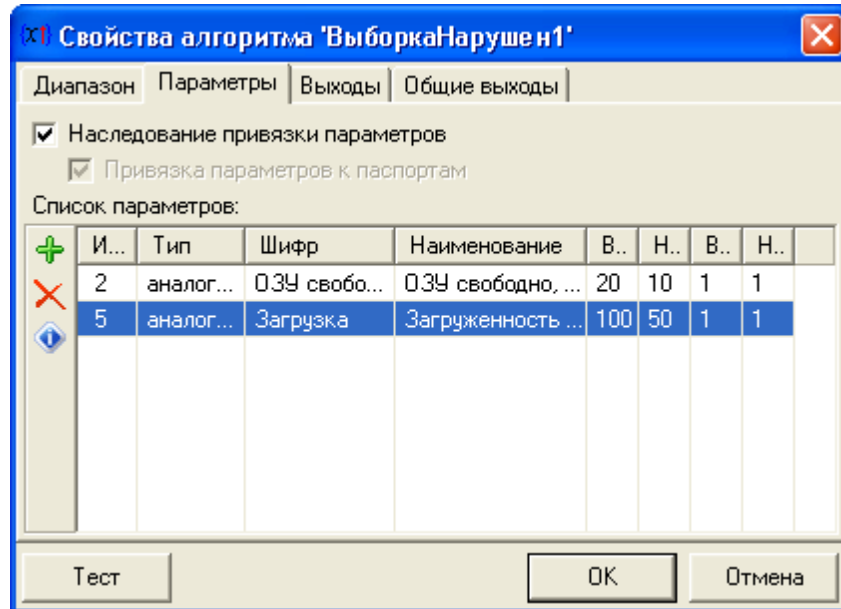 Свойства алгоритма 'ВыборкаНарушен1'
Диапазон Параметры Выходы Общие выходы
Наследование привязки параметров
Привязка параметров к паспортам
Список параметров:
И... Тип Шифр Наименование В.. Н.. В.. Н..
2 аналог... ОЗУ свобо... ОЗУ свободно, ... 20 10 1 1
5 аналог... Загрузка Загруженность ... 100 50 1 1
Тест OK Отмена